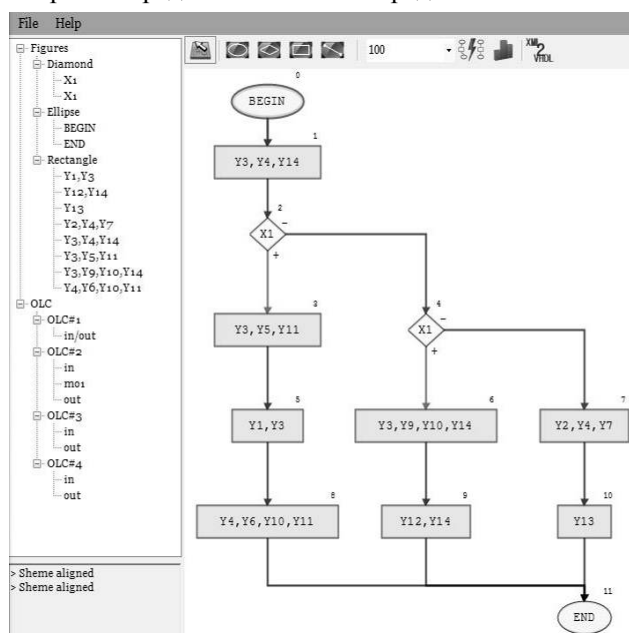 File Help
Figures
Diamond
X1
X1
Ellipse
BEGIN
END
Rectangle
Y1,Y3
Y12,Y14
Y13
Y2,Y4,Y7
Y3,Y4,Y14
Y3,Y5,Y11
Y3,Y9,Y10,Y14
Y4,Y6,Y10,Y11
OLC
OLC#1
in/out
OLC#2
in
mo1
out
OLC#3
in
out
OLC#4
in
out
> Sheme aligned
> Sheme aligned
100
XML 2 VHDL
0
BEGIN
1
Y3,Y4,Y14
2
X1
-
+
3
Y3,Y5,Y11
4
X1
-
+
5
Y1,Y3
6
Y3,Y9,Y10,Y14
7
Y2,Y4,Y7
8
Y4,Y6,Y10,Y11
9
Y12,Y14
10
Y13
11
END